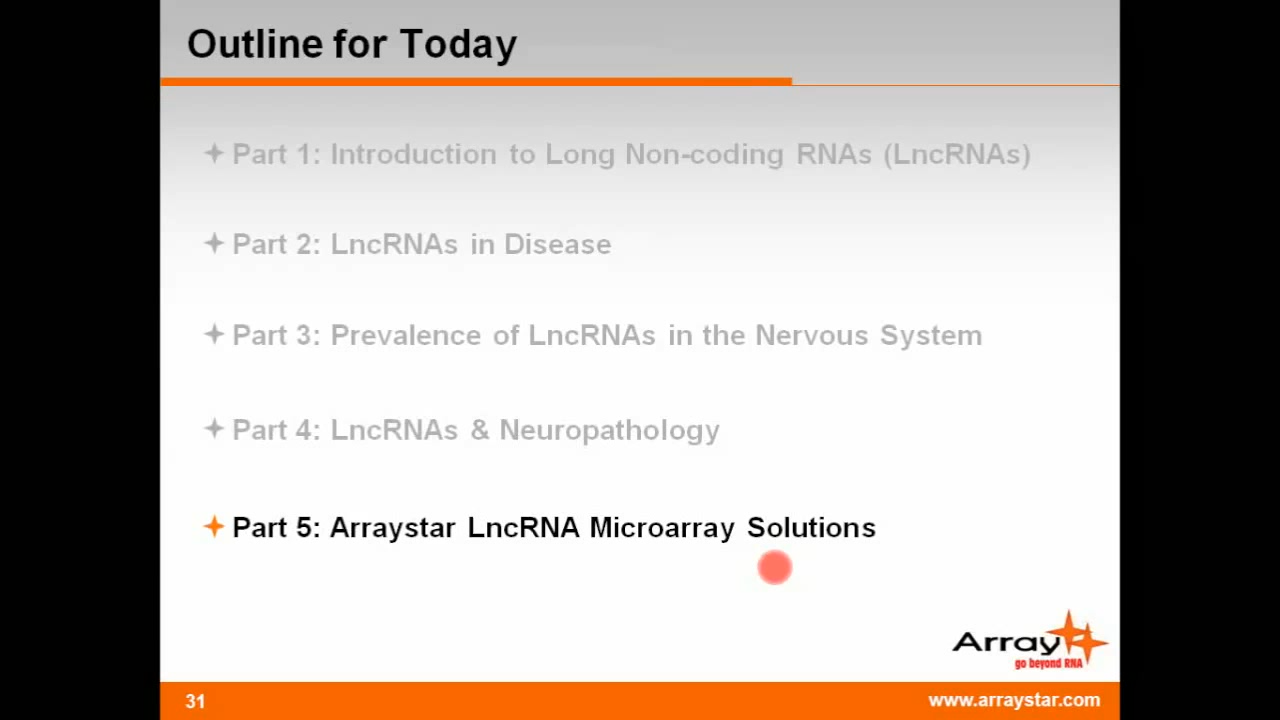 Outline for Today
Part 1: Introduction to Long Non-coding RNAs (LncRNAs)
Part 2: LncRNAs in Disease
Part 3: Prevalence of LncRNAs in the Nervous System
Part 4: LncRNAs & Neuropathology
Part 5: Arraystar LncRNA Microarray Solutions
Array
go beyond RNA
31
www.arraystar.com